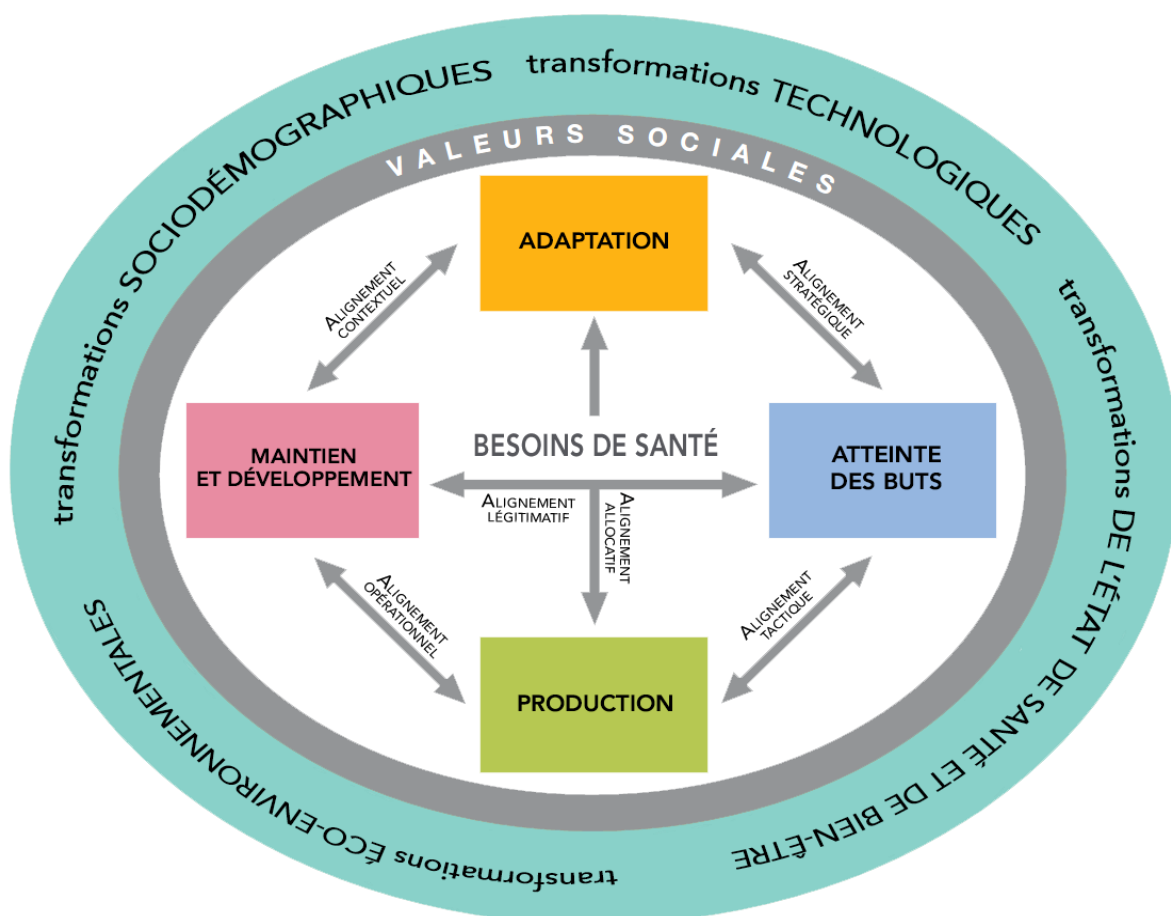 transformations SOCIODÉMOGRAPHIQUES
transformations TECHNOLOGIQUES
transformations DE L'ÉTAT DE SANTÉ ET DE BIEN-ÊTRE
transformations ÉCO-ENVIRONNEMENTALES
VALEURS SOCIALES
ADAPTATION
ALIGNEMENT
CONTEXTUEL
ALIGNEMENT
STRATÉGIQUE
MAINTIEN
ET DÉVELOPPEMENT
BESOINS DE SANTÉ
ATTEINTE
DES BUTS
ALIGNEMENT
LÉGITIMATIF
ALIGNEMENT
ALLOCATIF
ALIGNEMENT
OPÉRATIONNEL
ALIGNEMENT
TACTIQUE
PRODUCTION